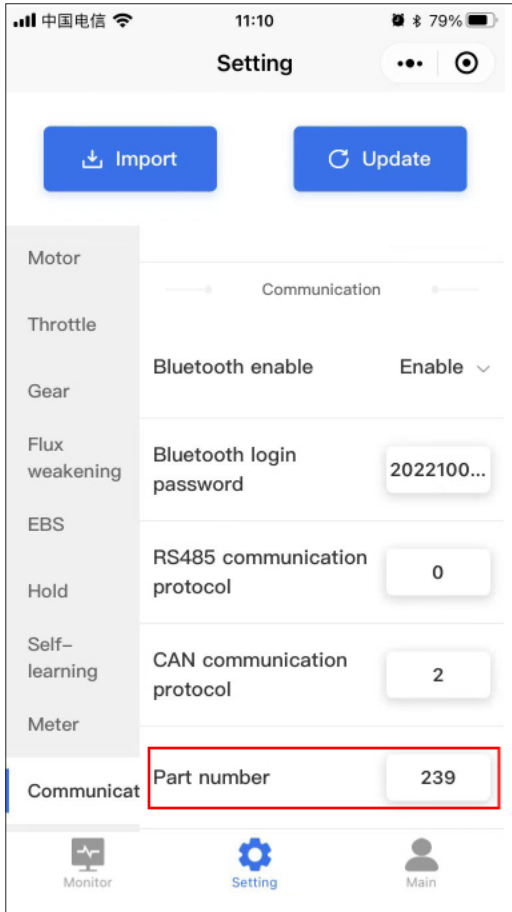 中国电信 11:10 79%
Setting
Import
Update
Motor
Throttle
Gear
Flux
weakening
EBS
Hold
Self-
learning
Meter
Communicat
Communication
Bluetooth enable Enable
Bluetooth login
password
2022100...
RS485 communication
protocol
0
CAN communication
protocol
2
Part number 239
Monitor
Setting
Main